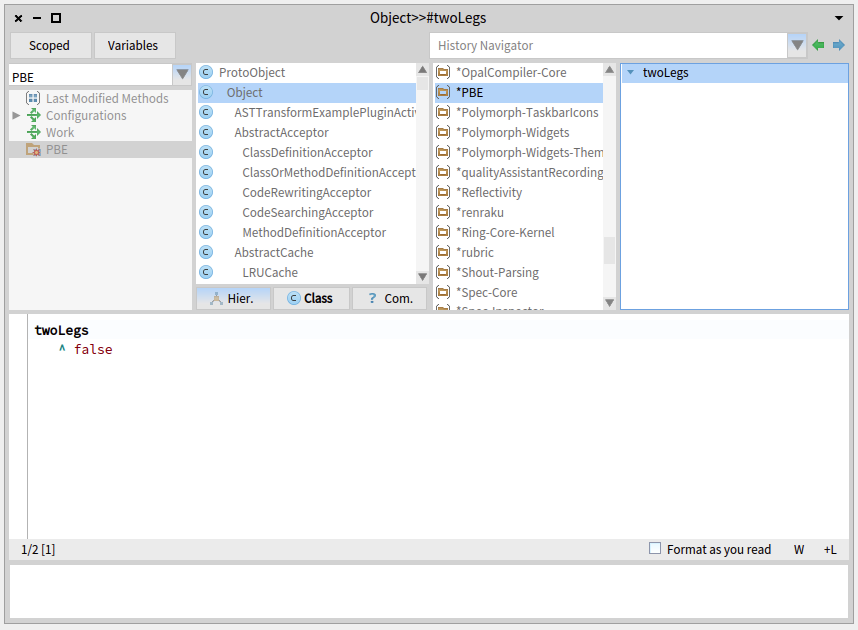 Object>>#twoLegs
Scoped
Variables
History Navigator
PBE
Last Modified Methods
Configurations
Work
PBE
ProtoObject
Object
ASTTransformExamplePluginActi
AbstractAcceptor
ClassDefinitionAcceptor
ClassOrMethodDefinitionAccept
CodeRewritingAcceptor
CodeSearchingAcceptor
MethodDefinitionAcceptor
AbstractCache
LRUCache
Hier.
Class
? Com.
*OpalCompiler-Core
*PBE
*Polymorph-TaskbarIcons
*Polymorph-Widgets
*Polymorph-Widgets-Them
*qualityAssistantRecording
*Reflectivity
*renraku
*Ring-Core-Kernel
*rubric
*Shout-Parsing
*Spec-Core
*Spec-Inspector
twoLegs
twoLegs
^ false
1/2 [1]
Format as you read
W
+L